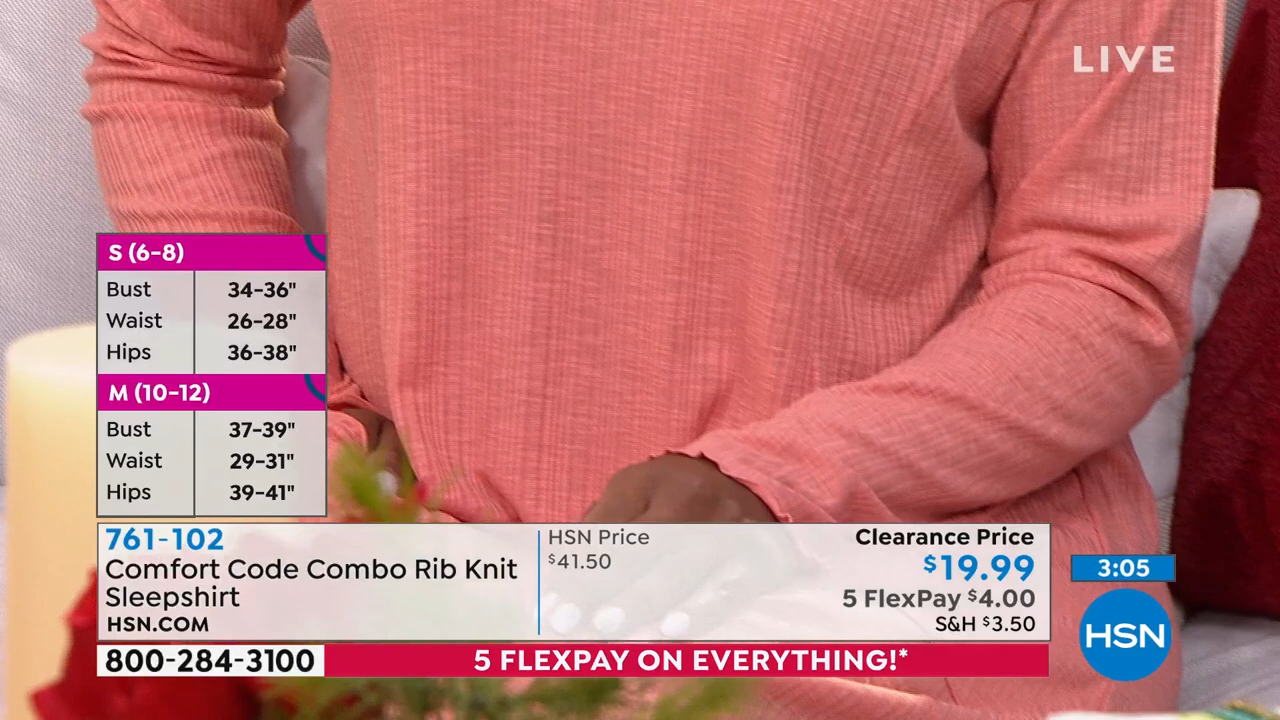 LIVE
S (6-8)
Bust 34-36"
Waist 26-28"
Hips 36-38"
M (10-12)
Bust 37-39"
Waist 29-31"
Hips 39-41"
761-102
Comfort Code Combo Rib Knit
Sleepshirt
HSN.COM
HSN Price
$41.50
Clearance Price
$19.99
5 FlexPay $4.00
S&H $3.50
3:05
HSN
800-284-3100
5 FLEXPAY ON EVERYTHING!*